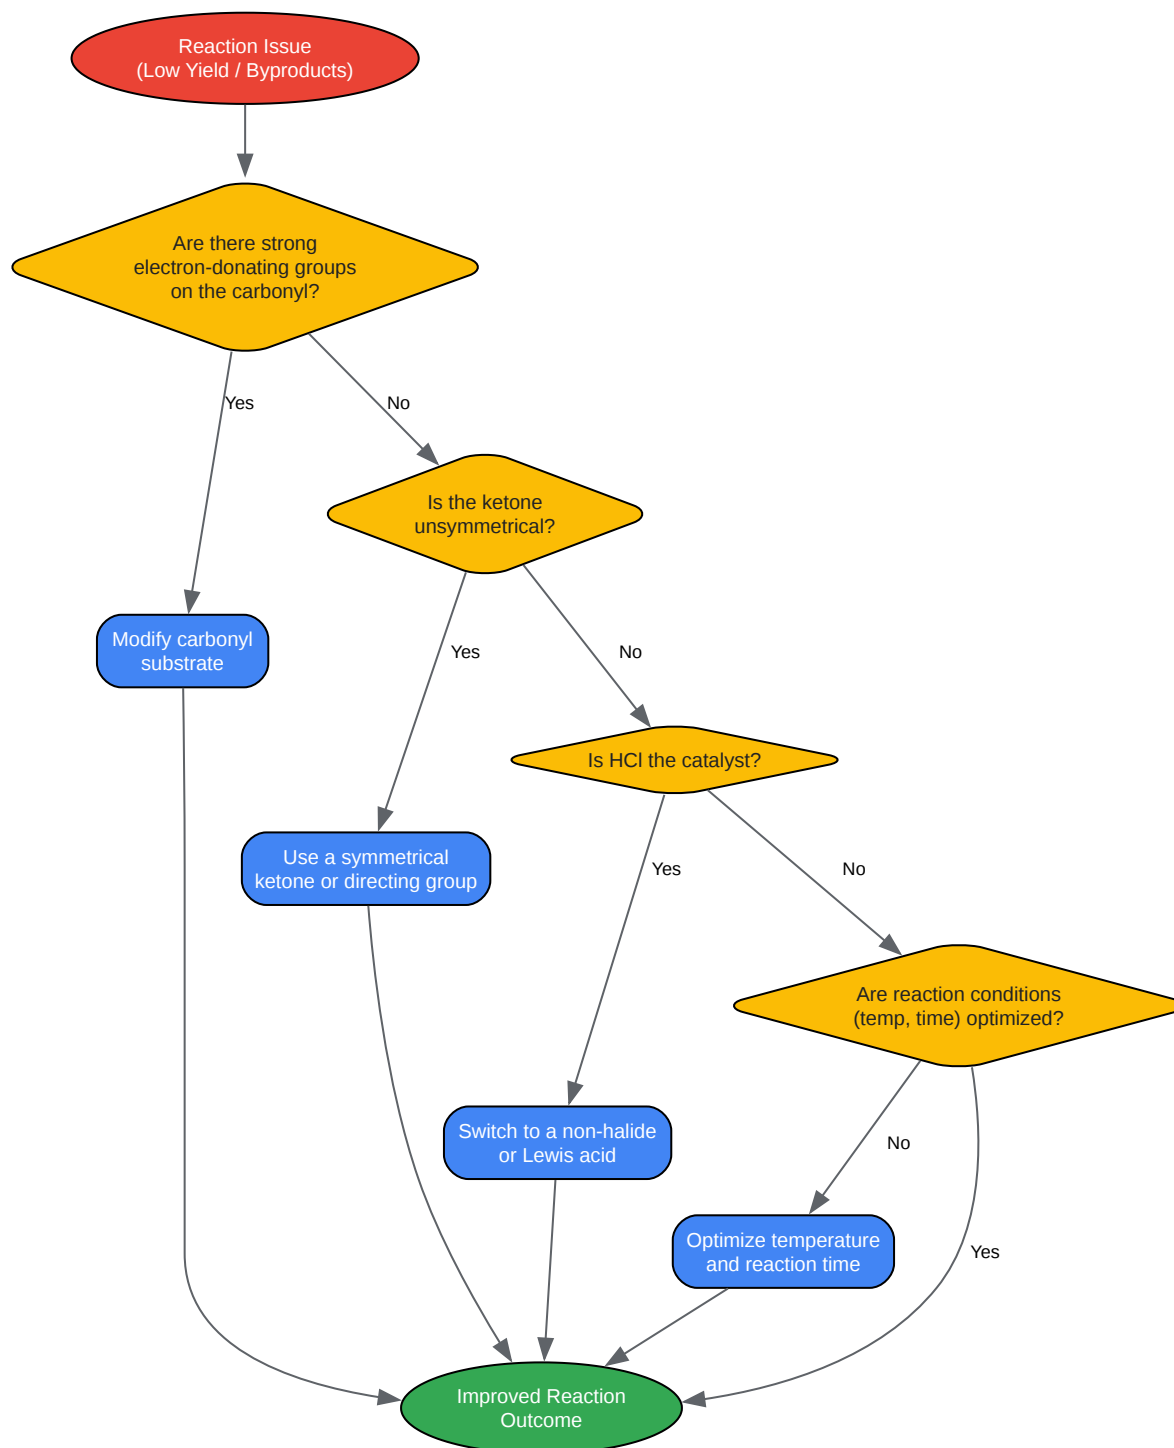 Reaction Issue
(Low Yield / Byproducts)
Are there strong
electron-donating groups
on the carbonyl?
Yes
No
Is the ketone
unsymmetrical?
Modify carbonyl
substrate
Yes
No
Is HCl the catalyst?
Use a symmetrical
ketone or directing group
Yes
No
Are reaction conditions
(temp, time) optimized?
Switch to a non-halide
or Lewis acid
No
Optimize temperature
and reaction time
Yes
Improved Reaction
Outcome